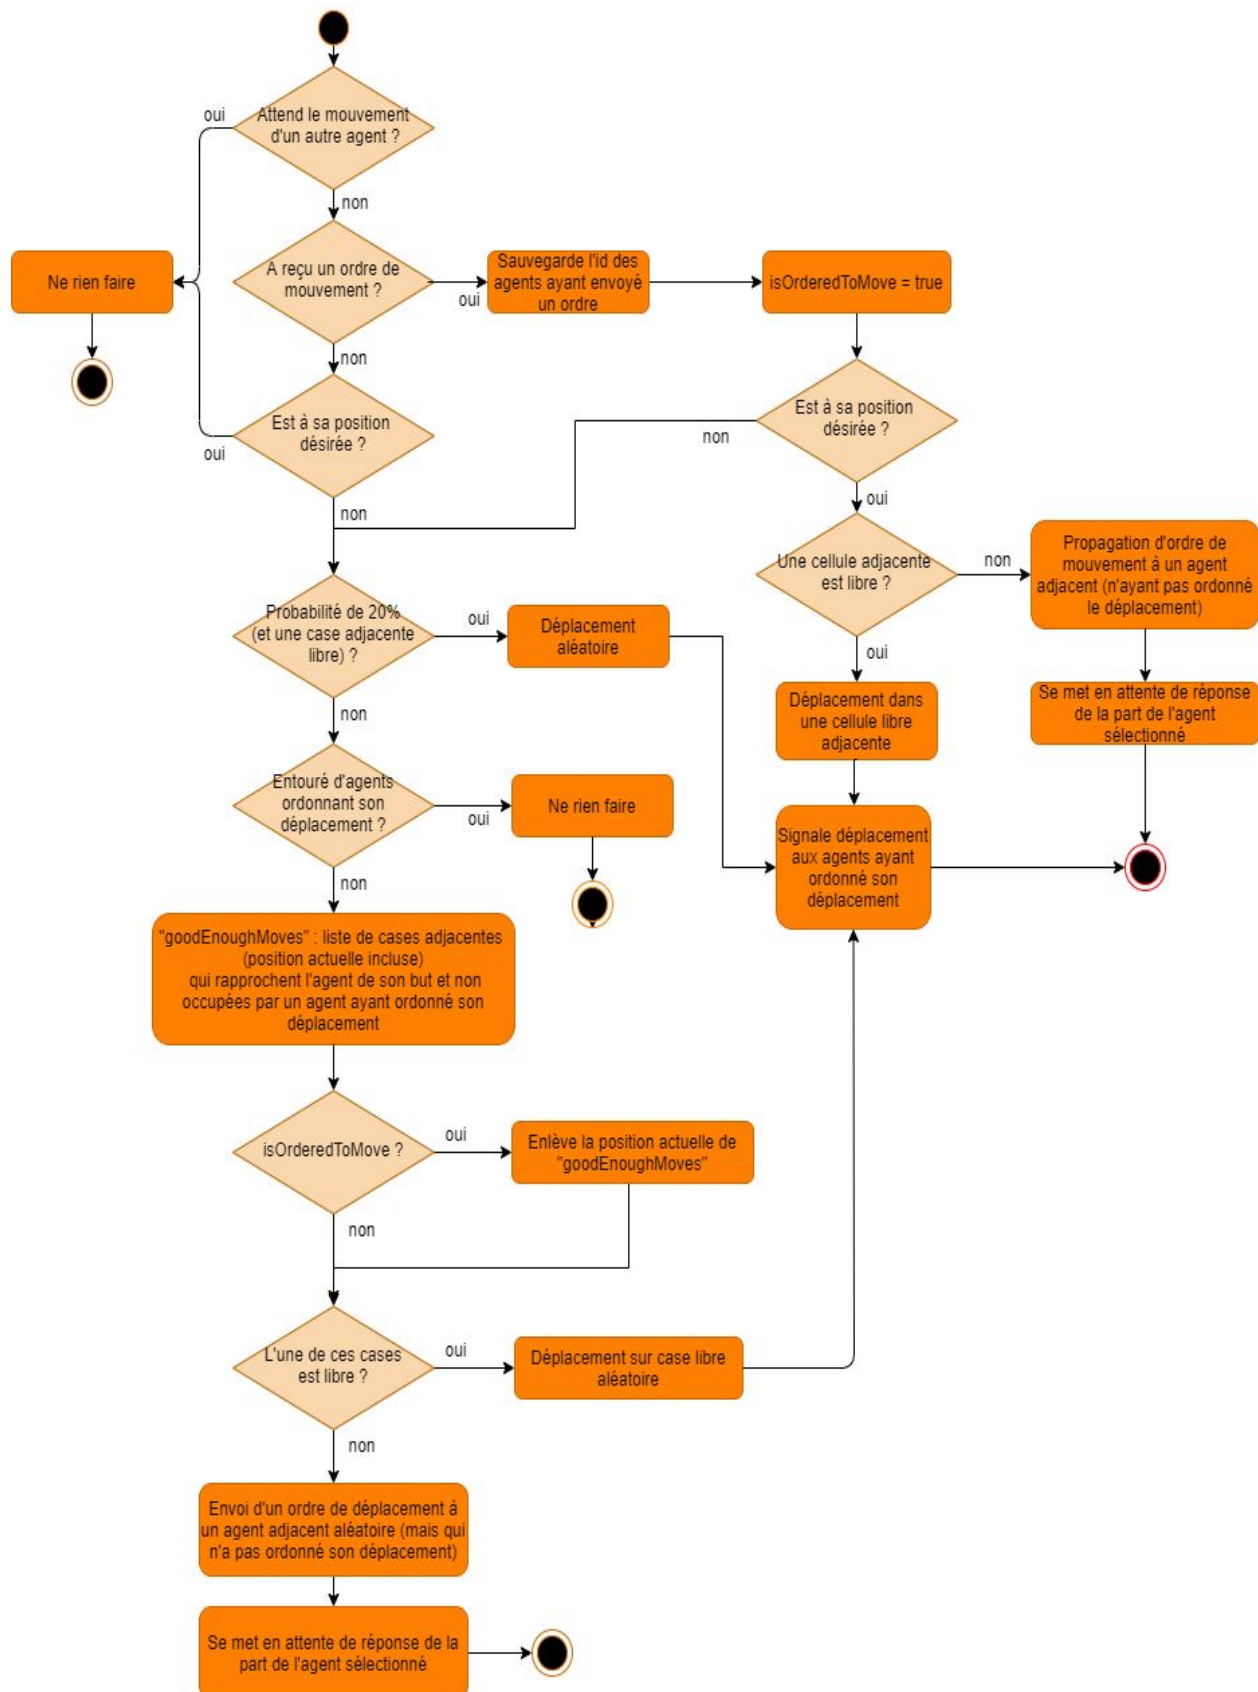 oui
Attend le mouvement
d'un autre agent ?
non
Ne rien faire
A reçu un ordre de
mouvement ?
oui
Sauvegarde l'id des
agents ayant envoyé
un ordre
isOrderedToMove = true
non
Est à sa position
désirée ?
oui
non
Est à sa position
désirée ?
non
oui
Une cellule adjacente
est libre ?
non
Propagation d'ordre de
mouvement à un agent
adjacent (n'ayant pas ordonné
le déplacement)
oui
Probabilité de 20%
(et une case adjacente
libre) ?
oui
Déplacement
aléatoire
Déplacement dans
une cellule libre
adjacente
Se met en attente de réponse
de la part de l'agent
sélectionné
non
Entouré d'agents
ordonnant son
déplacement ?
oui
Ne rien faire
Signale déplacement
aux agents ayant
ordonné son
déplacement
non
"goodEnoughMoves" : liste de cases adjacentes
(position actuelle incluse)
qui rapprochent l'agent de son but et non
occupées par un agent ayant ordonné son
déplacement
isOrderedToMove ?
oui
Enlève la position actuelle de
"goodEnoughMoves"
non
L'une de ces cases
est libre ?
oui
Déplacement sur case libre
aléatoire
non
Envoi d'un ordre de déplacement à
un agent adjacent aléatoire (mais qui
n'a pas ordonné son déplacement)
Se met en attente de réponse de la
part de l'agent sélectionné